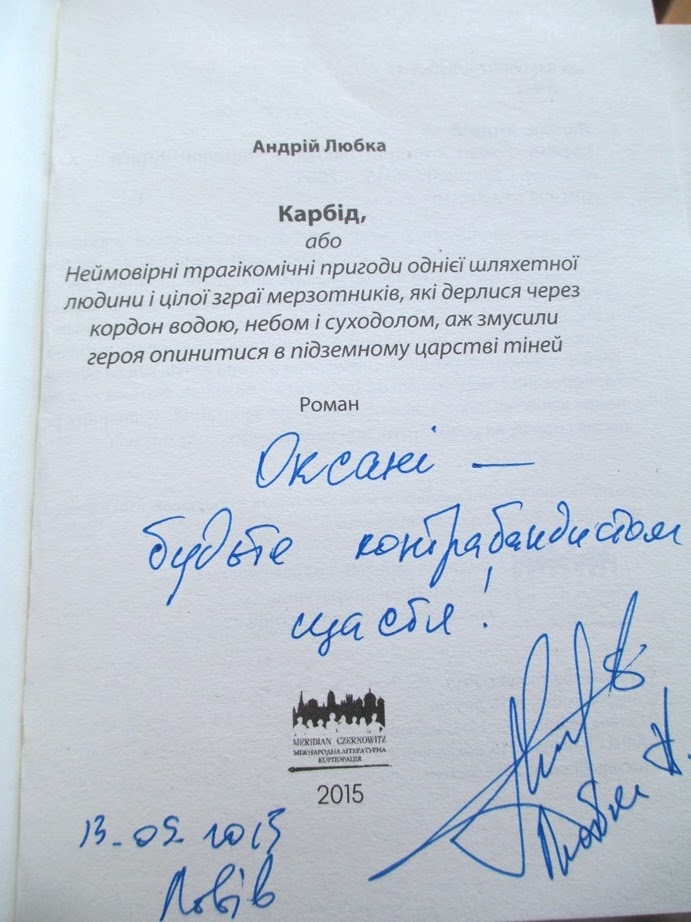 Андрій Любка
Карбід,
або
Неймовірні трагікомічні пригоди однієї шляхетної
людини і цілої зграї мерзотників, які дерлися через
кордон водою, небом і суходолом, аж змусили
героя опинитися в підземному царстві тіней
Роман
Оксані —
будьте контрабандистом
щастя!
MERIDIAN CZERNOWITZ
МІЖНАРОДНА ЛІТЕРАТУРНА
КОРПОРАЦІЯ
2015
Любка А.
13.09.2015
Львів